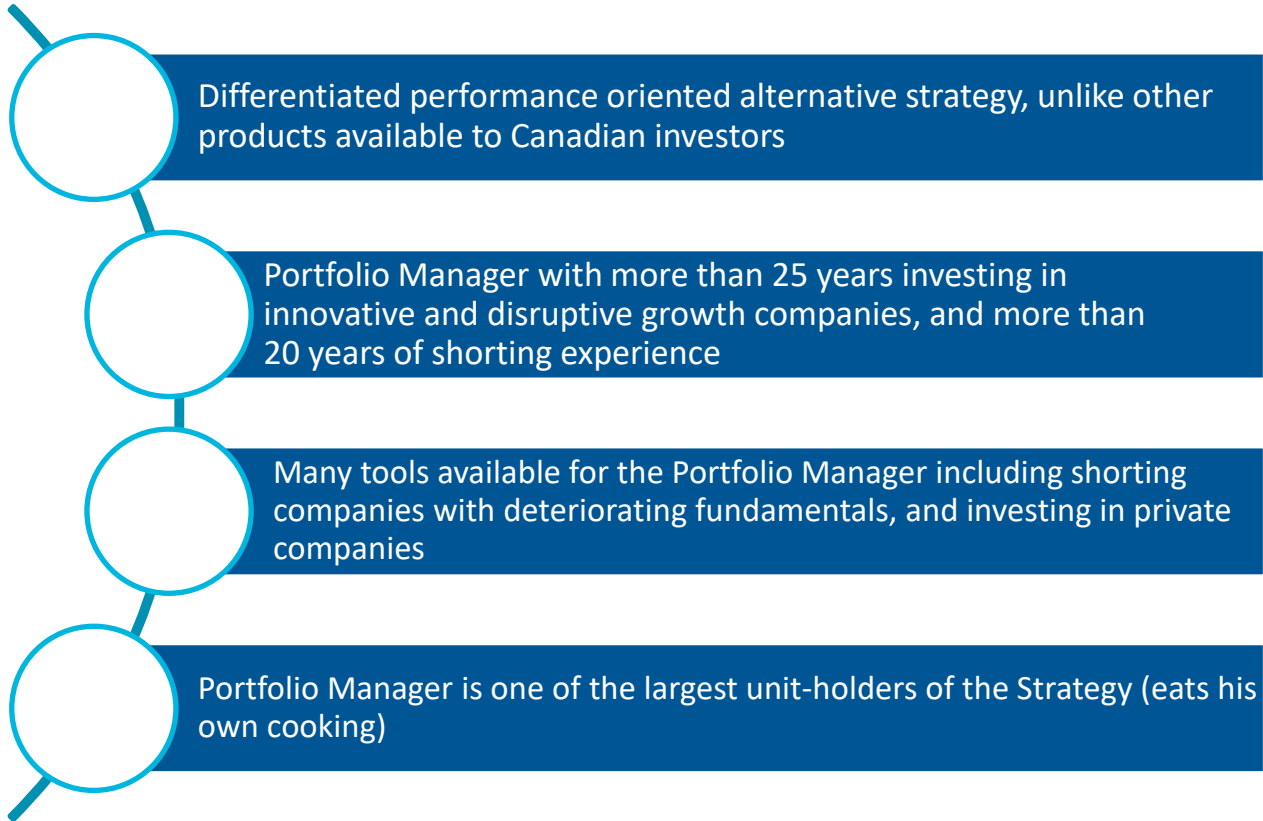 Differentiated performance oriented alternative strategy, unlike other
products available to Canadian investors
Portfolio Manager with more than 25 years investing in
innovative and disruptive growth companies, and more than
20 years of shorting experience
Many tools available for the Portfolio Manager including shorting
companies with deteriorating fundamentals, and investing in private
companies
Portfolio Manager is one of the largest unit-holders of the Strategy (eats his
own cooking)